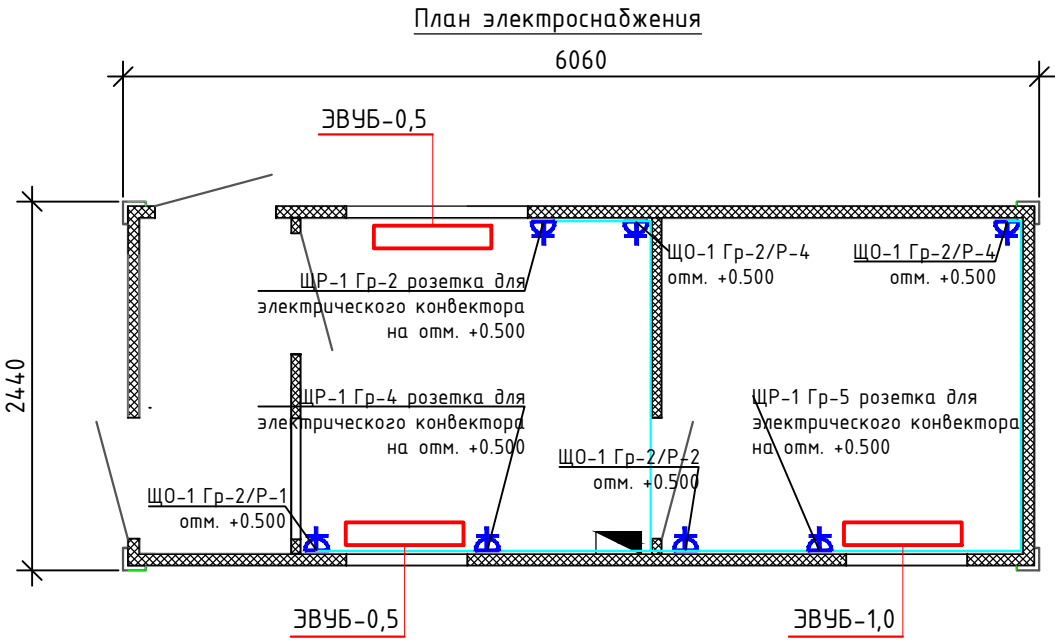 План электроснабжения
6060
ЭВУБ-0,5
ЩО-1 Гр-2/Р-4
отм. +0.500
ЩО-1 Гр-2/Р-4
отм. +0.500
ЩР-1 Гр-2 розетка для
электрического конвектора
на отм. +0.500
2440
ЩР-1 Гр-4 розетка для
электрического конвектора
на отм. +0.500
ЩР-1 Гр-5 розетка для
электрического конвектора
на отм. +0.500
ЩО-1 Гр-2/Р-2
отм. +0.500
ЩО-1 Гр-2/Р-1
отм. +0.500
ЭВУБ-0,5
ЭВУБ-1,0